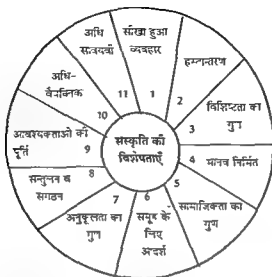 संस्कृति की
विशेषताएँ
सीखा हुआ
व्यवहार
1
हस्तान्तरण
2
विशिष्टता का
गुण
3
4 मानव निर्मित
5
सामाजिकता का
गुण
6
समूह के
लिए
आदर्श
7
अनुकूलता का
गुण
8
सन्तुलन व
संगठन
आवश्यकताओं की
पूर्ति 9
अधि-
वैयक्तिक
10
अधि
सावयवी
11